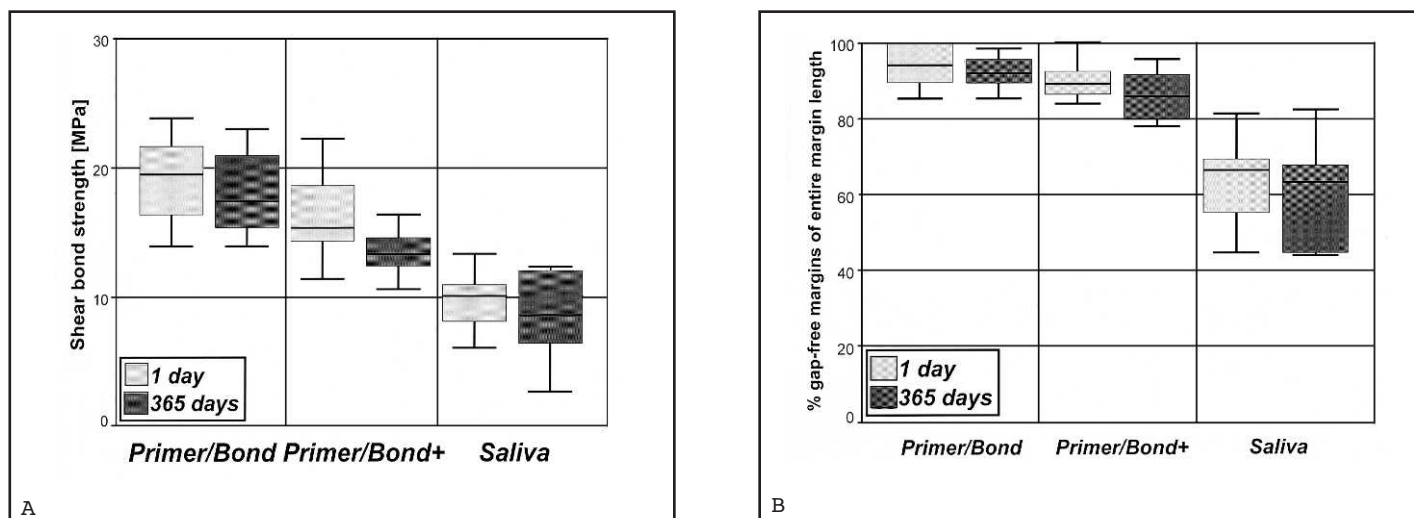 30
20
10
0
Shear bond strength [MPa]
1 day
365 days
Primer/Bond Primer/Bond+ Saliva
A
100
80
60
40
20
0
% gap-free margins of entire margin length
1 day
365 days
Primer/Bond Primer/Bond+ Saliva
B